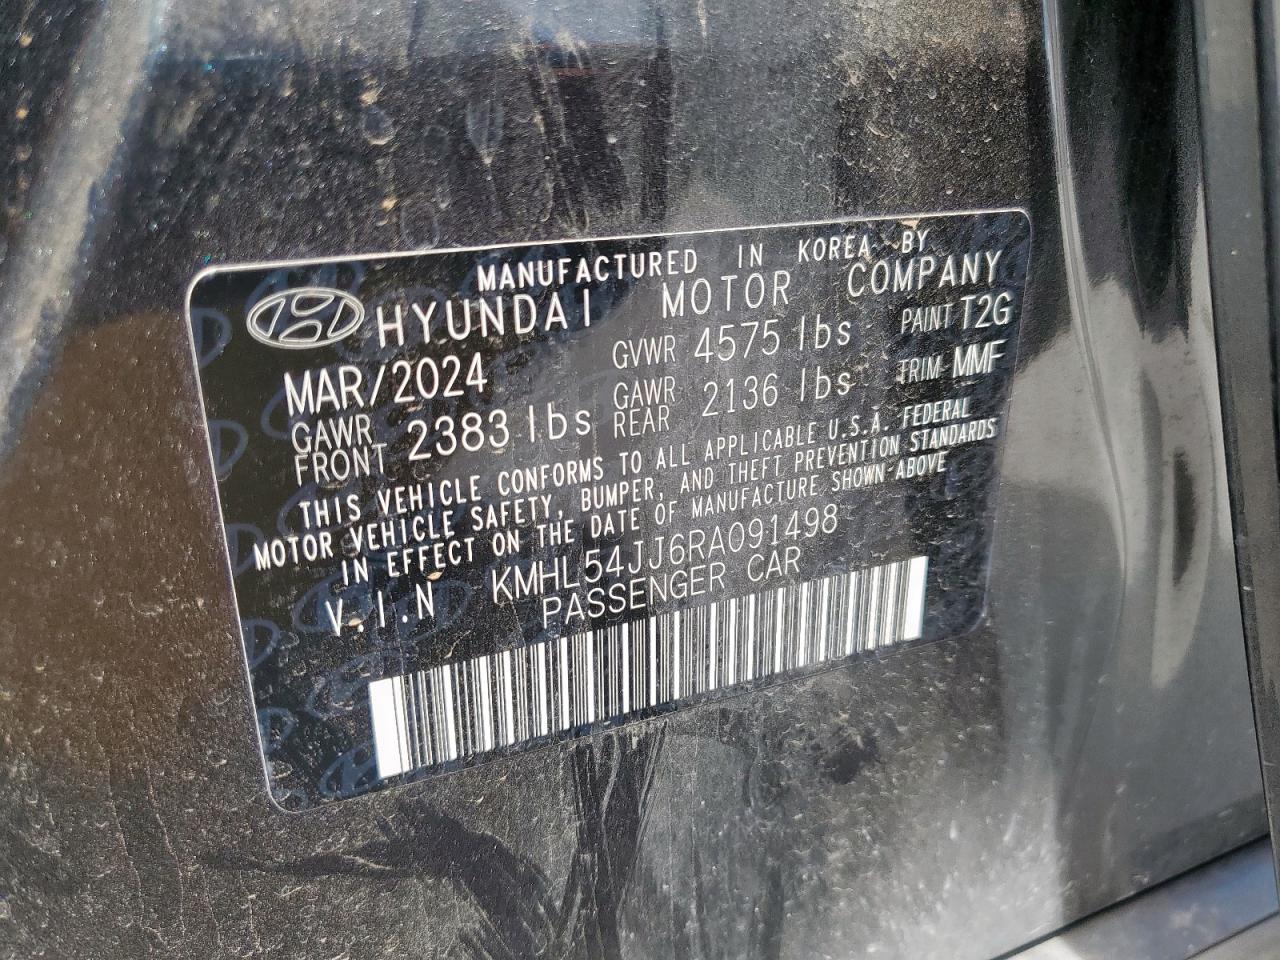 MANUFACTURED IN KOREA BY
HYUNDAI MOTOR COMPANY
MAR/2024 GVWR 4575 lbs PAINT T2G
GAWR FRONT 2383 lbs GAWR REAR 2136 lbs TRIM MMF
THIS VEHICLE CONFORMS TO ALL APPLICABLE U.S.A. FEDERAL
MOTOR VEHICLE SAFETY, BUMPER, AND THEFT PREVENTION STANDARDS
IN EFFECT ON THE DATE OF MANUFACTURE SHOWN ABOVE
V.I.N KMHL54JJ6RA091498
PASSENGER CAR